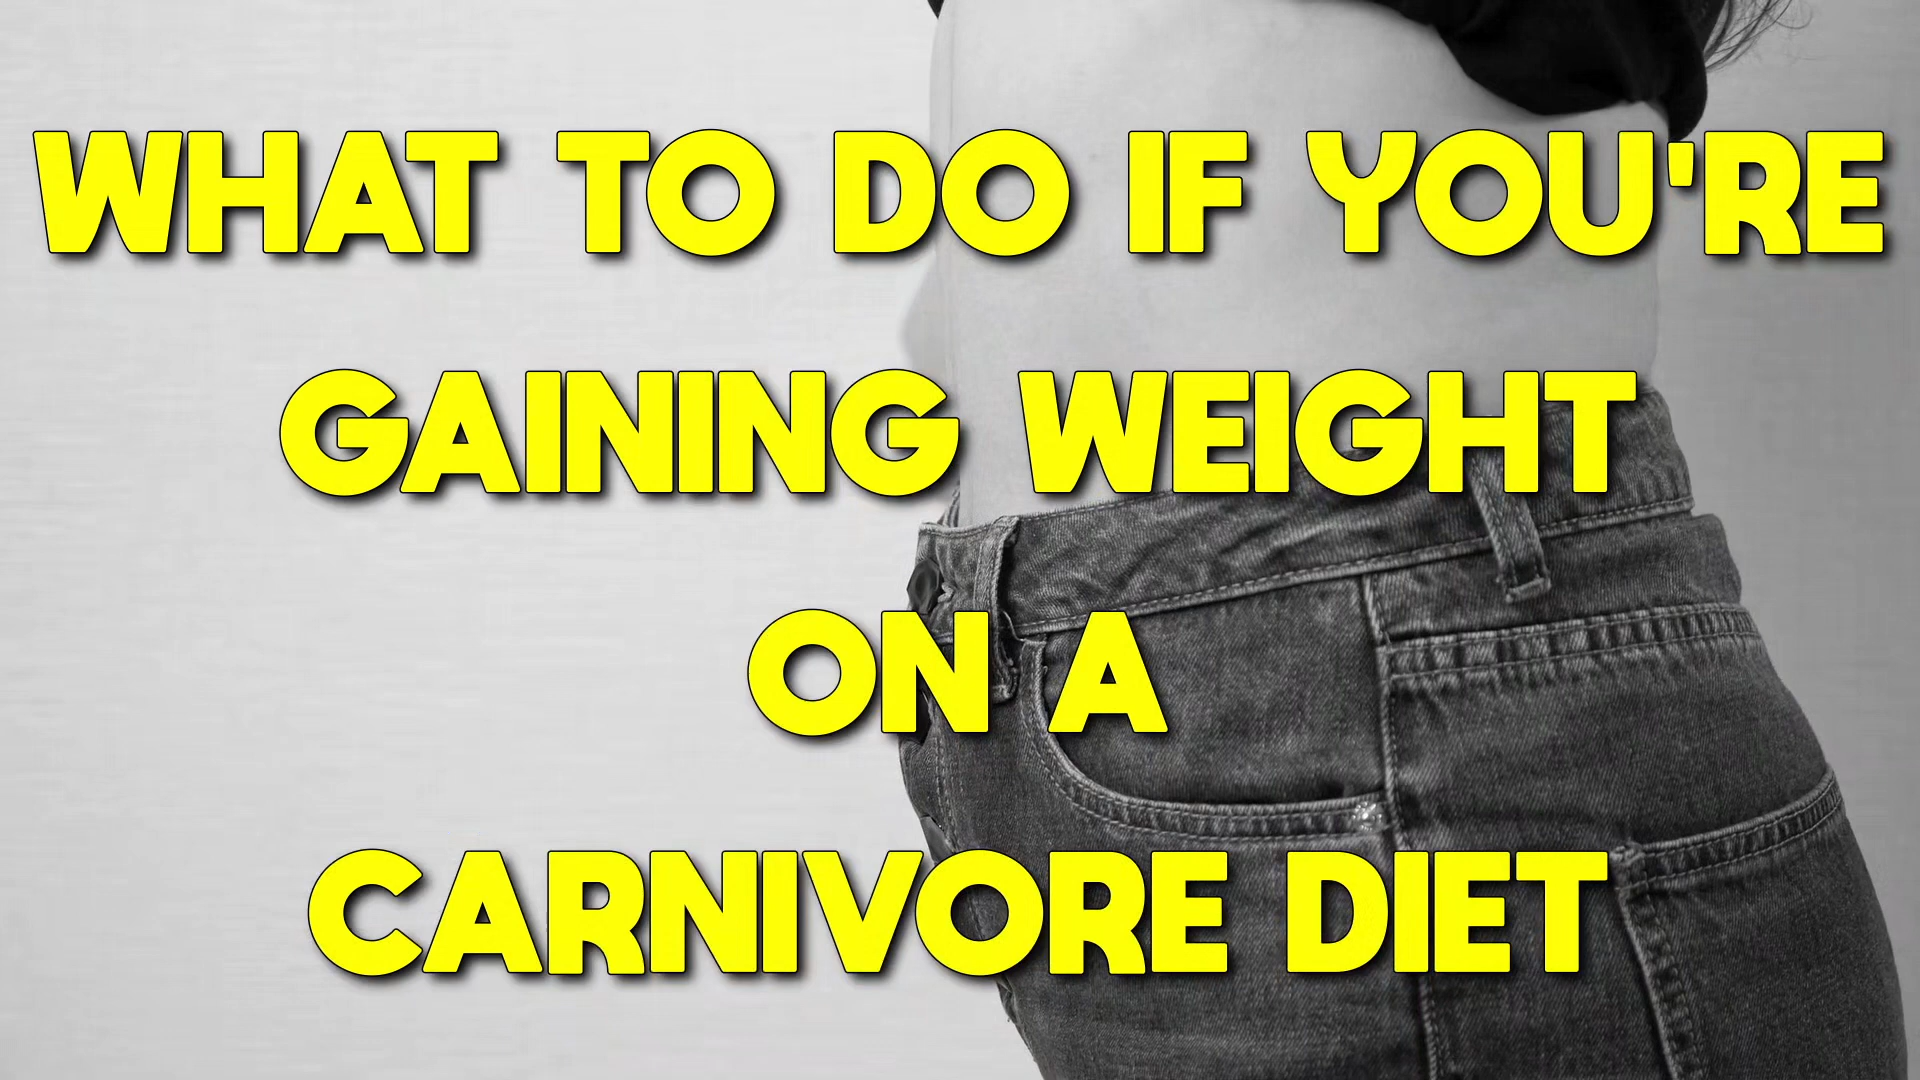 WHAT TO DO IF YOU'RE
GAINING WEIGHT
ON A
CARNIVORE DIET